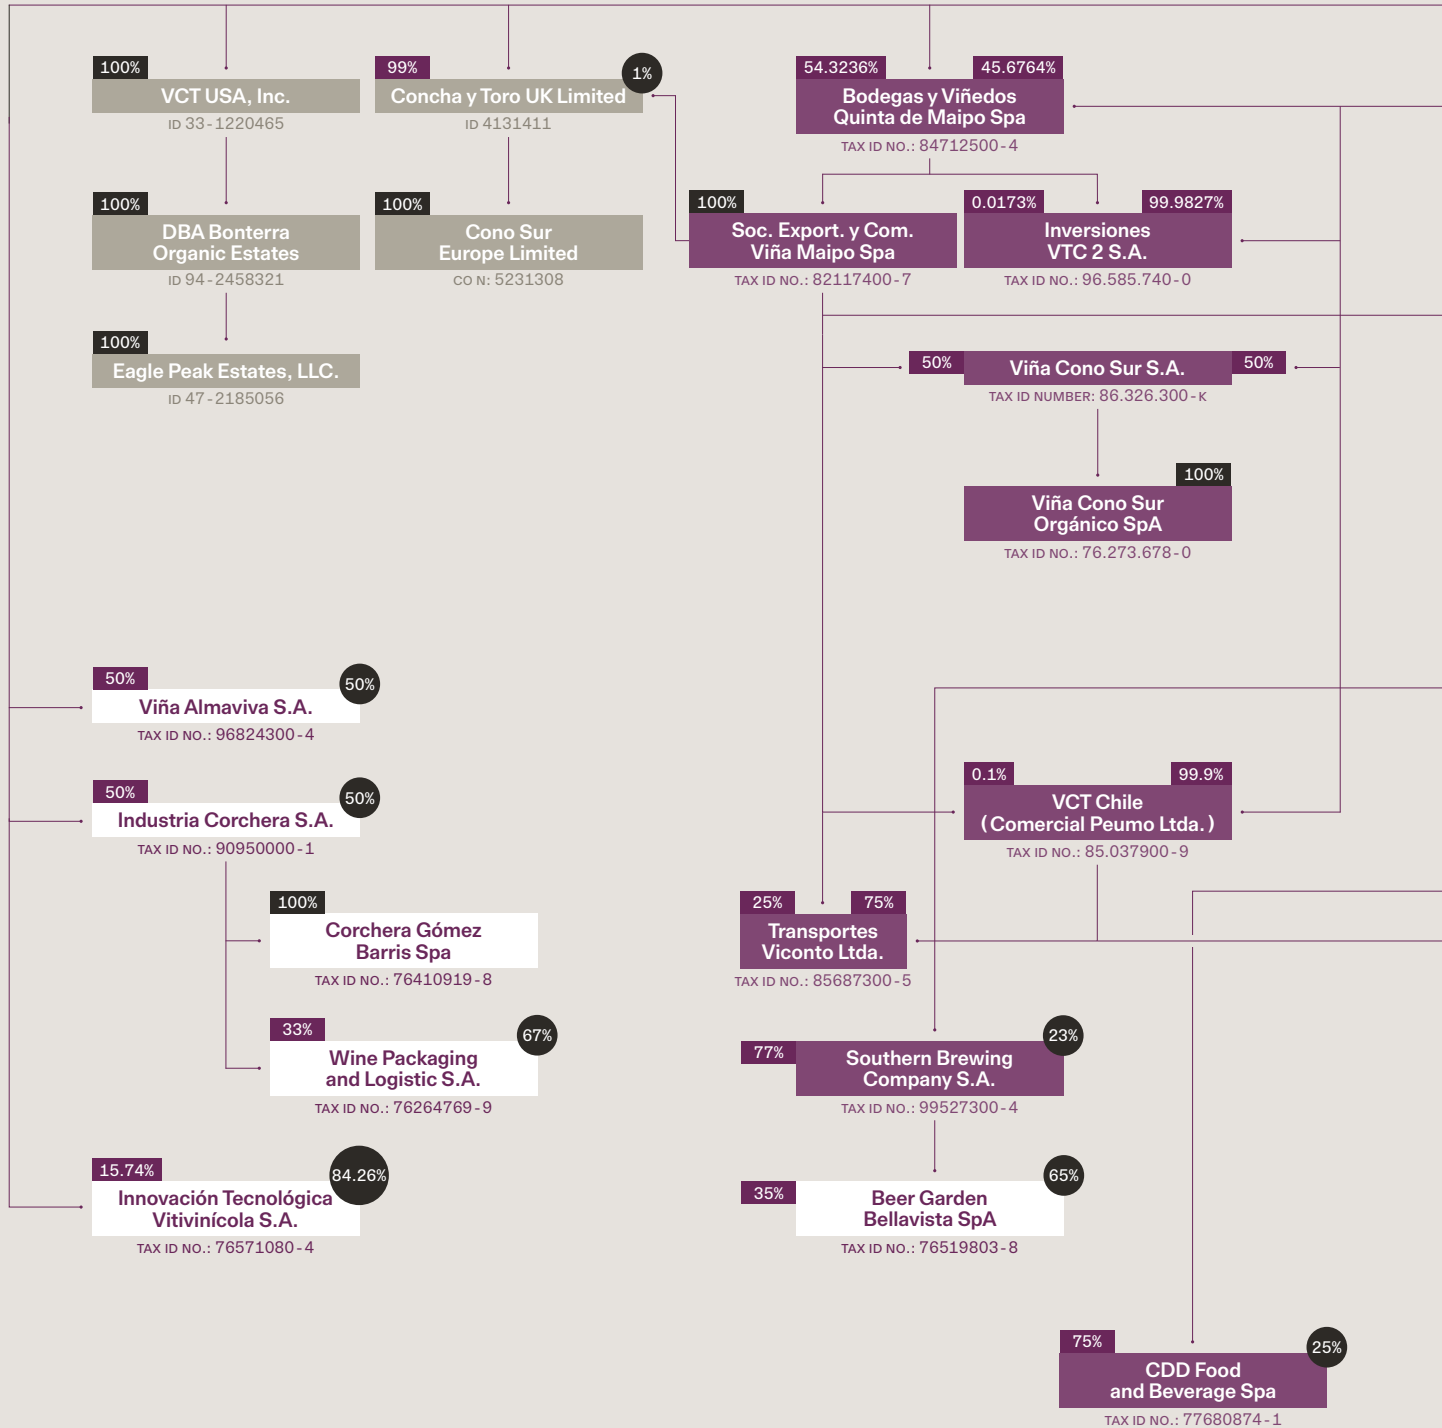 100%
VCT USA, Inc.
ID 33-1220465
100%
DBA Bonterra
Organic Estates
ID 94-2458321
100%
Eagle Peak Estates, LLC.
ID 47-2185056
99%
1%
Concha y Toro UK Limited
ID 4131411
100%
Cono Sur
Europe Limited
CO N: 5231308
54.3236%
45.6764%
Bodegas y Viñedos
Quinta de Maipo Spa
TAX ID NO.: 84712500-4
100%
Soc. Export. y Com.
Viña Maipo Spa
TAX ID NO.: 82117400-7
0.0173%
99.9827%
Inversiones
VTC 2 S.A.
TAX ID NO.: 96.585.740-0
50%
Viña Cono Sur S.A.
50%
TAX ID NUMBER: 86.326.300-K
100%
Viña Cono Sur
Orgánico SpA
TAX ID NO.: 76.273.678-0
50%
50%
Viña Almaviva S.A.
TAX ID NO.: 96824300-4
50%
50%
Industria Corchera S.A.
TAX ID NO.: 90950000-1
100%
Corchera Gómez
Barris Spa
TAX ID NO.: 76410919-8
33%
67%
Wine Packaging
and Logistic S.A.
TAX ID NO.: 76264769-9
15.74%
84.26%
Innovación Tecnológica
Vitivinícola S.A.
TAX ID NO.: 76571080-4
0.1%
99.9%
VCT Chile
(Comercial Peumo Ltda.)
TAX ID NO.: 85.037900-9
25%
75%
Transportes
Viconto Ltda.
TAX ID NO.: 85687300-5
77%
23%
Southern Brewing
Company S.A.
TAX ID NO.: 99527300-4
35%
65%
Beer Garden
Bellavista SpA
TAX ID NO.: 76519803-8
75%
25%
CDD Food
and Beverage Spa
TAX ID NO.: 77680874-1